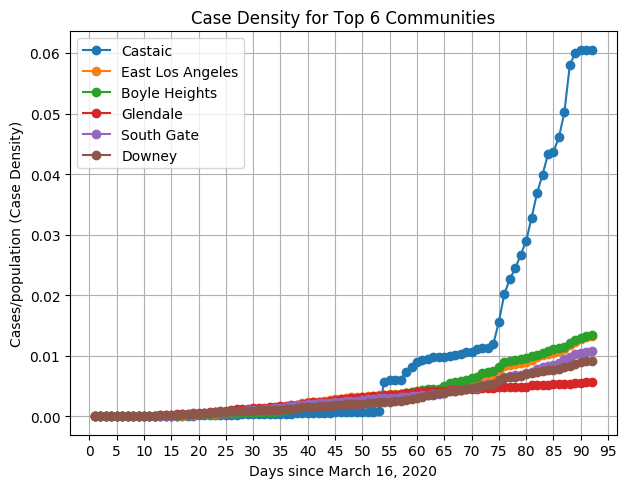 Case Density for Top 6 Communities
Castaic
East Los Angeles
Boyle Heights
Glendale
South Gate
Downey
Cases/population (Case Density)
0.06
0.05
0.04
0.03
0.02
0.01
0.00
0 5 10 15 20 25 30 35 40 45 50 55 60 65 70 75 80 85 90 95
Days since March 16, 2020